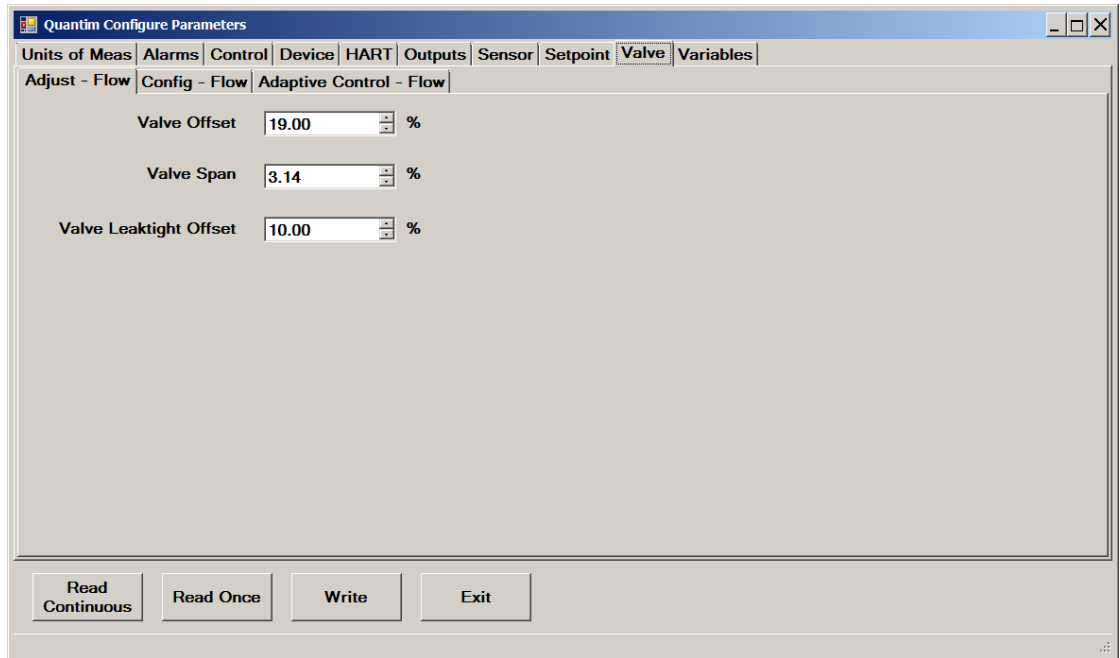 Quantim Configure Parameters
Units of Meas Alarms Control Device HART Outputs Sensor Setpoint Valve Variables
Adjust - Flow Config - Flow Adaptive Control - Flow
Valve Offset 19.00 %
Valve Span 3.14 %
Valve Leaktight Offset 10.00 %
Read
Continuous Read Once Write Exit